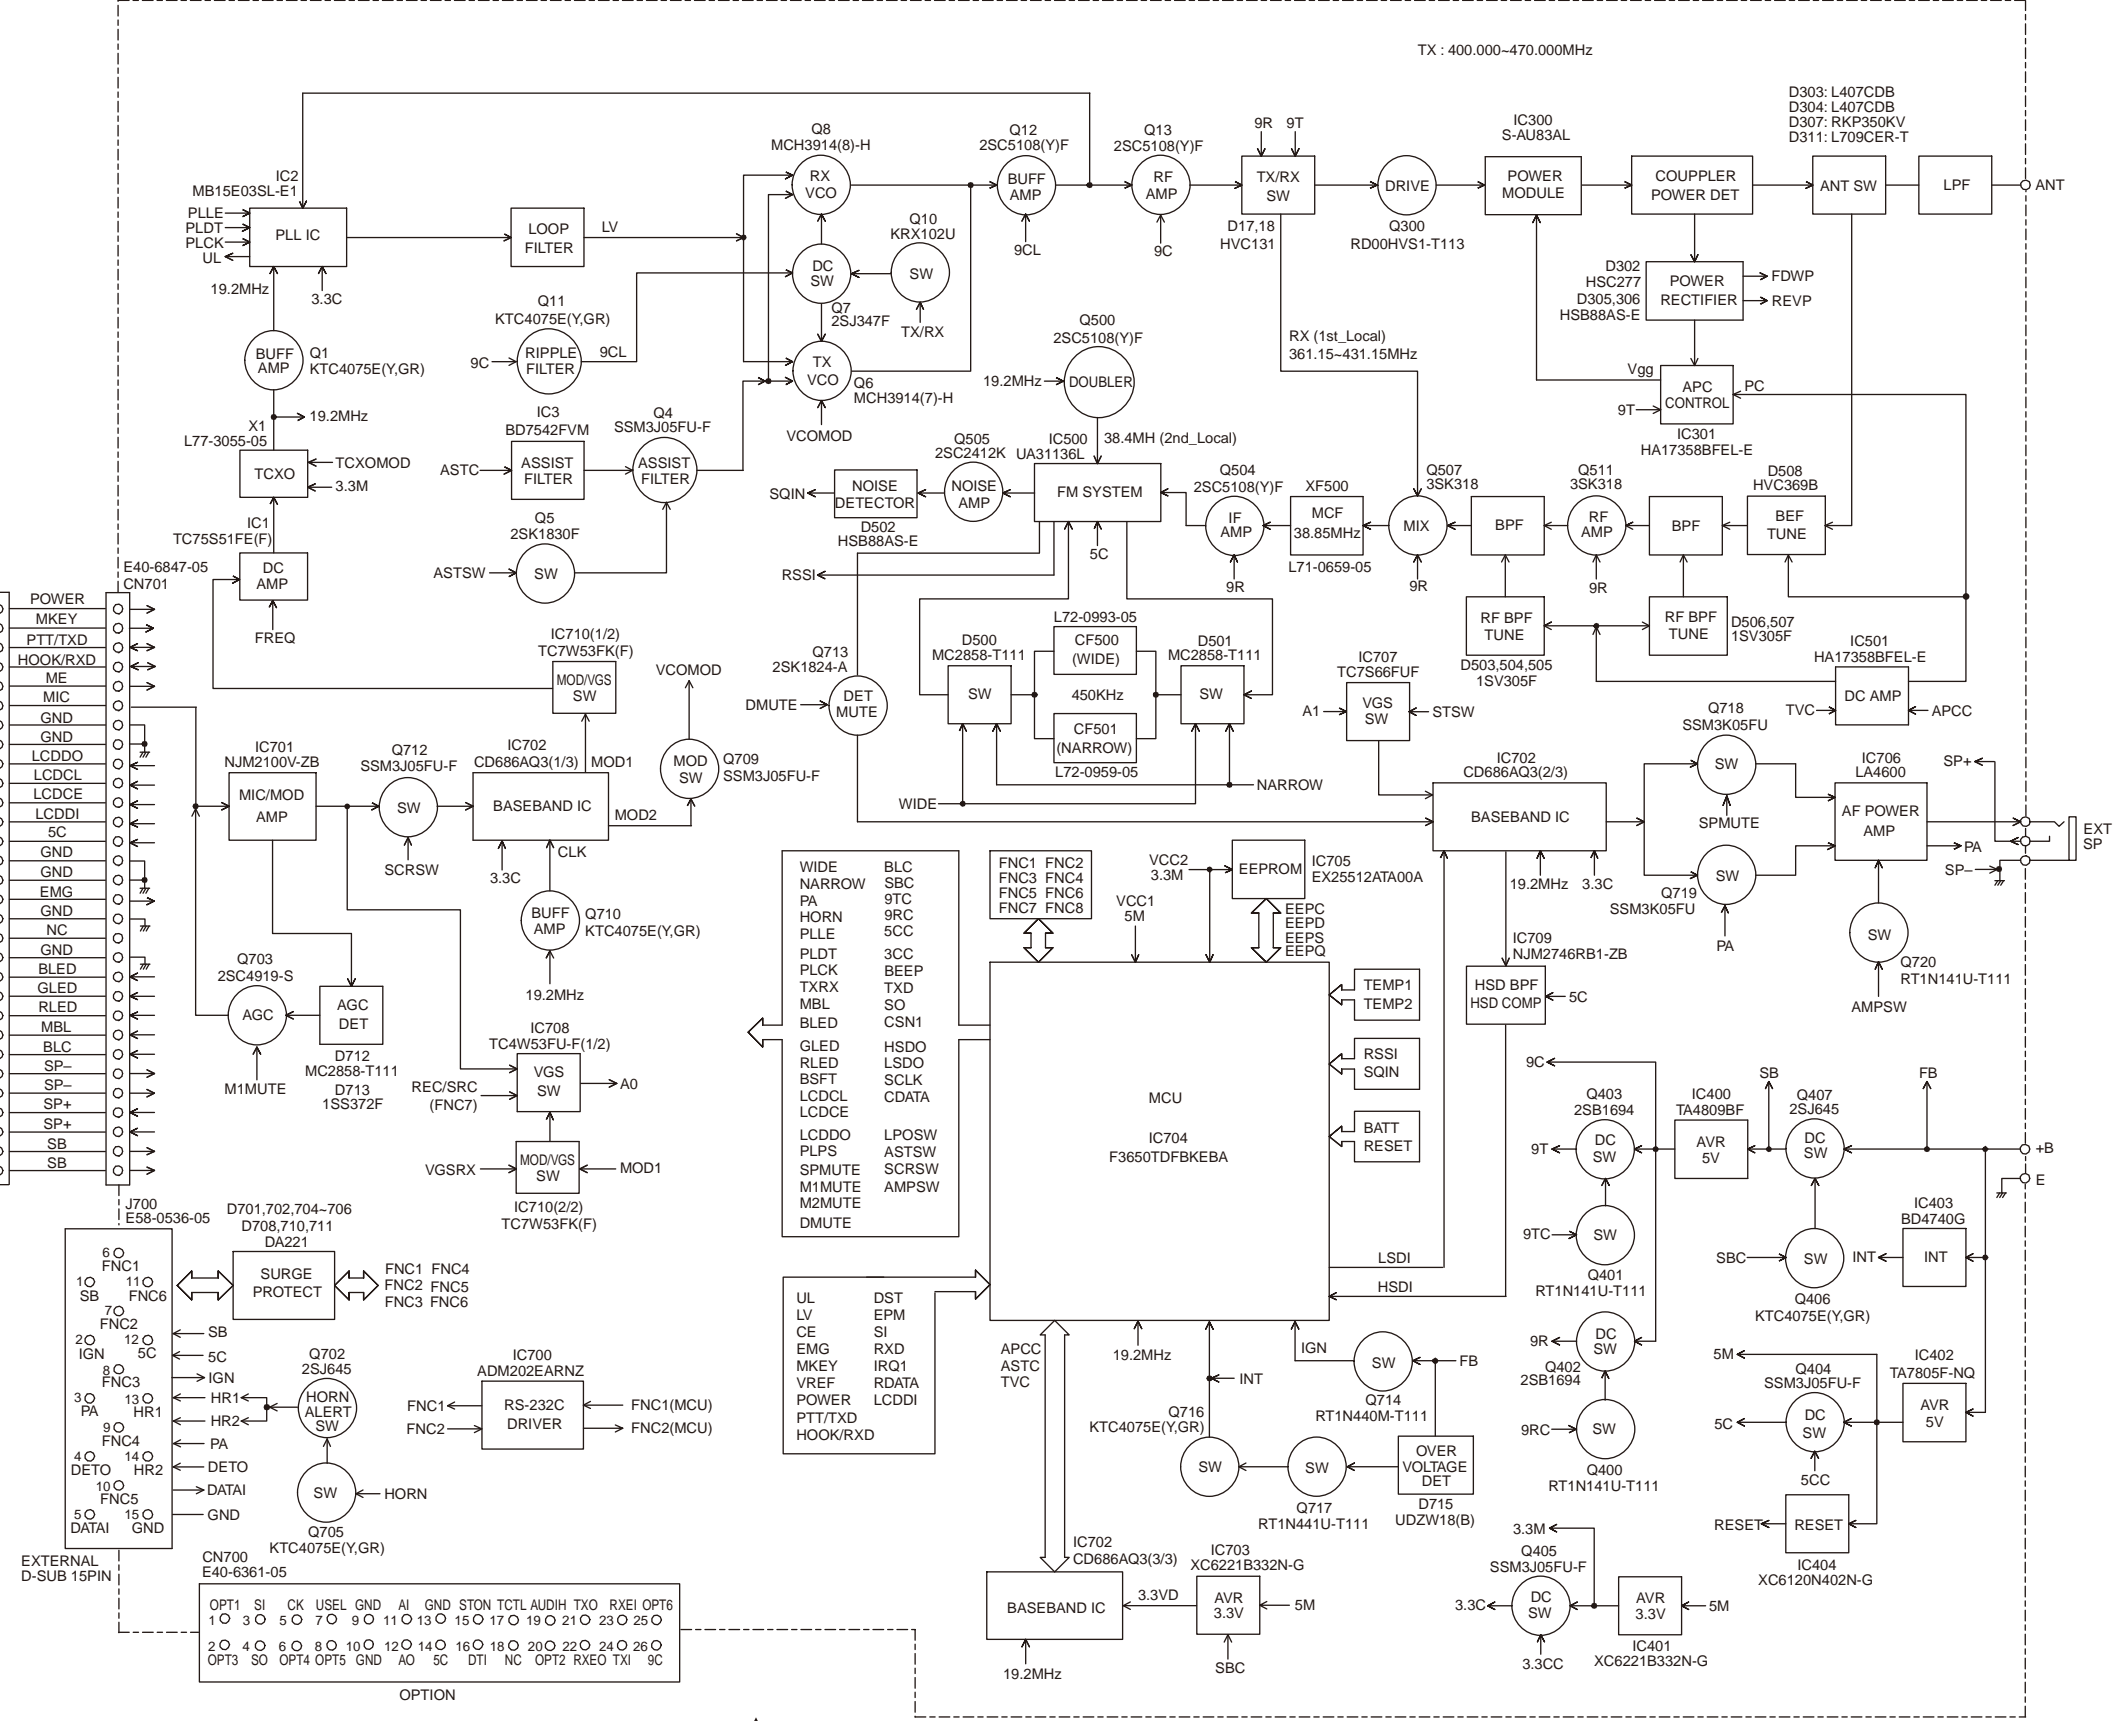 TX : 400.000~470.000MHz
D303: L407CDB
D304: L407CDB
D307: RKP350KV
D311: L709CER-T
IC2
MB15E03SL-E1
PLLE
PLDT
PLCK
UL
PLL IC
19.2MHz
3.3C
LOOP
FILTER
LV
Q8
MCH3914(8)-H
RX
VCO
Q10
KRX102U
SW
TX/RX
DC
SW
Q7
2SJ347F
TX
VCO
Q6
MCH3914(7)-H
VCOMOD
Q12
2SC5108(Y)F
BUFF
AMP
9CL
Q13
2SC5108(Y)F
RF
AMP
9C
9R
9T
TX/RX
SW
D17,18
HVC131
DRIVE
Q300
RD00HVS1-T113
IC300
S-AU83AL
POWER
MODULE
COUPPLER
POWER DET
ANT SW
LPF
ANT
D302
HSC277
D305,306
HSB88AS-E
POWER
RECTIFIER
FDWP
REVP
Vgg
APC
CONTROL
PC
9T
IC301
HA17358BFEL-E
RX (1st_Local)
361.15~431.15MHz
BUFF
AMP
Q1
KTC4075E(Y,GR)
19.2MHz
X1
L77-3055-05
TCXO
TCXOMOD
3.3M
IC1
TC75S51FE(F)
DC
AMP
FREQ
Q11
KTC4075E(Y,GR)
9C
RIPPLE
FILTER
9CL
IC3
BD7542FVM
ASTC
ASSIST
FILTER
Q4
SSM3J05FU-F
ASSIST
FILTER
Q5
2SK1830F
ASTSW
SW
Q500
2SC5108(Y)F
19.2MHz
DOUBLER
38.4MH (2nd_Local)
IC500
UA31136L
FM SYSTEM
5C
Q505
2SC2412K
NOISE
AMP
SQIN
NOISE
DETECTOR
D502
HSB88AS-E
RSSI
Q504
2SC5108(Y)F
IF
AMP
9R
XF500
MCF
38.85MHz
L71-0659-05
Q507
3SK318
MIX
9R
BPF
Q511
3SK318
RF
AMP
9R
BPF
D508
HVC369B
BEF
TUNE
RF BPF
TUNE
D503,504,505
1SV305F
RF BPF
TUNE
D506,507
1SV305F
IC501
HA17358BFEL-E
TVC
DC AMP
APCC
L72-0993-05
D500
MC2858-T111
SW
CF500
(WIDE)
450KHz
CF501
(NARROW)
L72-0959-05
D501
MC2858-T111
SW
NARROW
WIDE
Q713
2SK1824-A
DMUTE
DET
MUTE
E40-6847-05
CN701
POWER
MKEY
PTT/TXD
HOOK/RXD
ME
MIC
GND
GND
LCDDO
LCDCL
LCDCE
LCDDI
5C
GND
GND
EMG
GND
NC
GND
BLED
GLED
RLED
MBL
BLC
SP–
SP–
SP+
SP+
SB
SB
IC710(1/2)
TC7W53FK(F)
MOD/VGS
SW
VCOMOD
MOD
SW
Q709
SSM3J05FU-F
IC701
NJM2100V-ZB
MIC/MOD
AMP
Q712
SSM3J05FU-F
SW
SCRSW
IC702
CD686AQ3(1/3)
MOD1
BASEBAND IC
MOD2
3.3C
CLK
BUFF
AMP
Q710
KTC4075E(Y,GR)
19.2MHz
Q703
2SC4919-S
AGC
M1MUTE
AGC
DET
D712
MC2858-T111
D713
1SS372F
IC708
TC4W53FU-F(1/2)
REC/SRC
(FNC7)
VGS
SW
A0
VGSRX
MOD/VGS
SW
MOD1
IC710(2/2)
TC7W53FK(F)
IC707
TC7S66FUF
A1
VGS
SW
STSW
IC702
CD686AQ3(2/3)
BASEBAND IC
19.2MHz
3.3C
Q718
SSM3K05FU
SW
SPMUTE
Q719
SSM3K05FU
SW
PA
IC706
LA4600
AF POWER
AMP
SP+
PA
SP–
EXT
SP
SW
Q720
RT1N141U-T111
AMPSW
IC709
NJM2746RB1-ZB
HSD BPF
HSD COMP
5C
WIDE BLC
NARROW SBC
PA 9TC
HORN 9RC
PLLE 5CC
PLDT 3CC
PLCK BEEP
TXRX TXD
MBL SO
BLED CSN1
GLED HSDO
RLED LSDO
BSFT SCLK
LCDCL CDATA
LCDCE
LCDDO LPOSW
PLPS ASTSW
SPMUTE SCRSW
M1MUTE AMPSW
M2MUTE
DMUTE
FNC1 FNC2
FNC3 FNC4
FNC5 FNC6
FNC7 FNC8
VCC1
5M
VCC2
3.3M
EEPROM
IC705
EX25512ATA00A
EEPC
EEPD
EEPS
EEPQ
MCU
IC704
F3650TDFBKEBA
TEMP1
TEMP2
RSSI
SQIN
BATT
RESET
LSDI
HSDI
UL DST
LV EPM
CE SI
EMG RXD
MKEY IRQ1
VREF RDATA
POWER LCDDI
PTT/TXD
HOOK/RXD
APCC
ASTC
TVC
19.2MHz
INT
IGN
SW
FB
Q714
RT1N440M-T111
Q716
KTC4075E(Y,GR)
SW
SW
Q717
RT1N441U-T111
OVER
VOLTAGE
DET
D715
UDZW18(B)
IC702
CD686AQ3(3/3)
BASEBAND IC
19.2MHz
3.3VD
IC703
XC6221B332N-G
AVR
3.3V
5M
SBC
9C
Q403
2SB1694
9T
DC
SW
9TC
SW
Q401
RT1N141U-T111
IC400
TA4809BF
AVR
5V
SB
Q407
2SJ645
DC
SW
FB
+B
E
SBC
SW
Q406
KTC4075E(Y,GR)
IC403
BD4740G
INT
INT
9R
DC
SW
Q402
2SB1694
9RC
SW
Q400
RT1N141U-T111
5M
Q404
SSM3J05FU-F
5C
DC
SW
5CC
IC402
TA7805F-NQ
AVR
5V
RESET
RESET
IC404
XC6120N402N-G
3.3M
Q405
SSM3J05FU-F
3.3C
DC
SW
3.3CC
AVR
3.3V
5M
IC401
XC6221B332N-G
J700
E58-0536-05
6
FNC1
1
SB
11
FNC6
7
FNC2
2
IGN
12
5C
8
FNC3
3
PA
13
HR1
9
FNC4
4
DETO
14
HR2
10
FNC5
5
DATAI
15
GND
EXTERNAL
D-SUB 15PIN
D701,702,704~706
D708,710,711
DA221
SURGE
PROTECT
FNC1 FNC4
FNC2 FNC5
FNC3 FNC6
SB
5C
IGN
HR1
HR2
PA
DETO
DATAI
GND
Q702
2SJ645
HORN
ALERT
SW
SW
HORN
Q705
KTC4075E(Y,GR)
IC700
ADM202EARNZ
FNC1
FNC2
RS-232C
DRIVER
FNC1(MCU)
FNC2(MCU)
CN700
E40-6361-05
OPT1 SI CK USEL GND AI GND STON TCTL AUDIH TXO RXEI OPT6
1 3 5 7 9 11 13 15 17 19 21 23 25
2 4 6 8 10 12 14 16 18 20 22 24 26
OPT3 SO OPT4 OPT5 GND AO 5C DTI NC OPT2 RXEO TXI 9C
OPTION